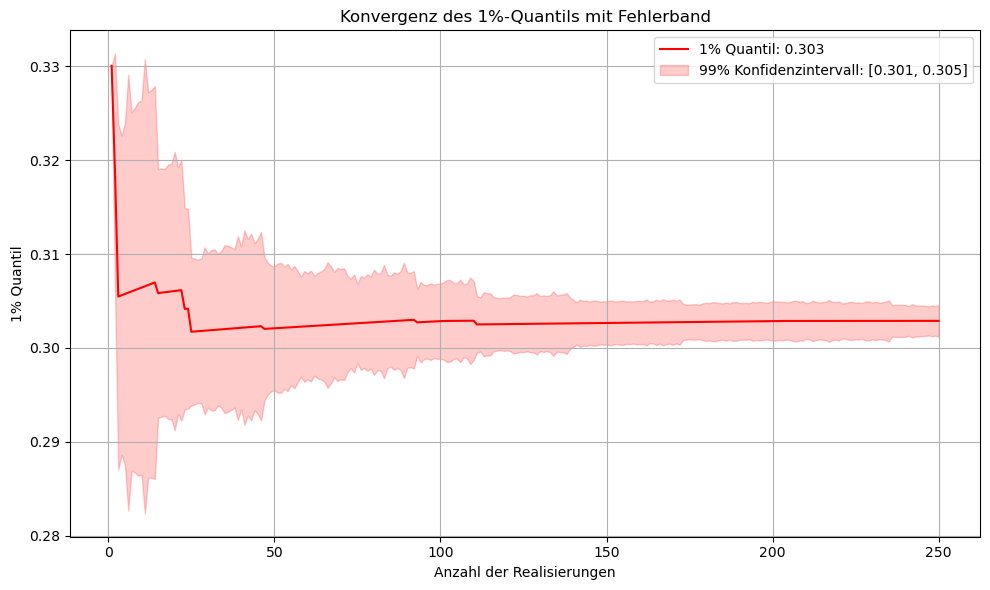 Konvergenz des 1%-Quantils mit Fehlerband
1% Quantil: 0.303
99% Konfidenzintervall: [0.301, 0.305]
1% Quantil
0.33
0.32
0.31
0.30
0.29
0.28
0
50
100
150
200
250
Anzahl der Realisierungen